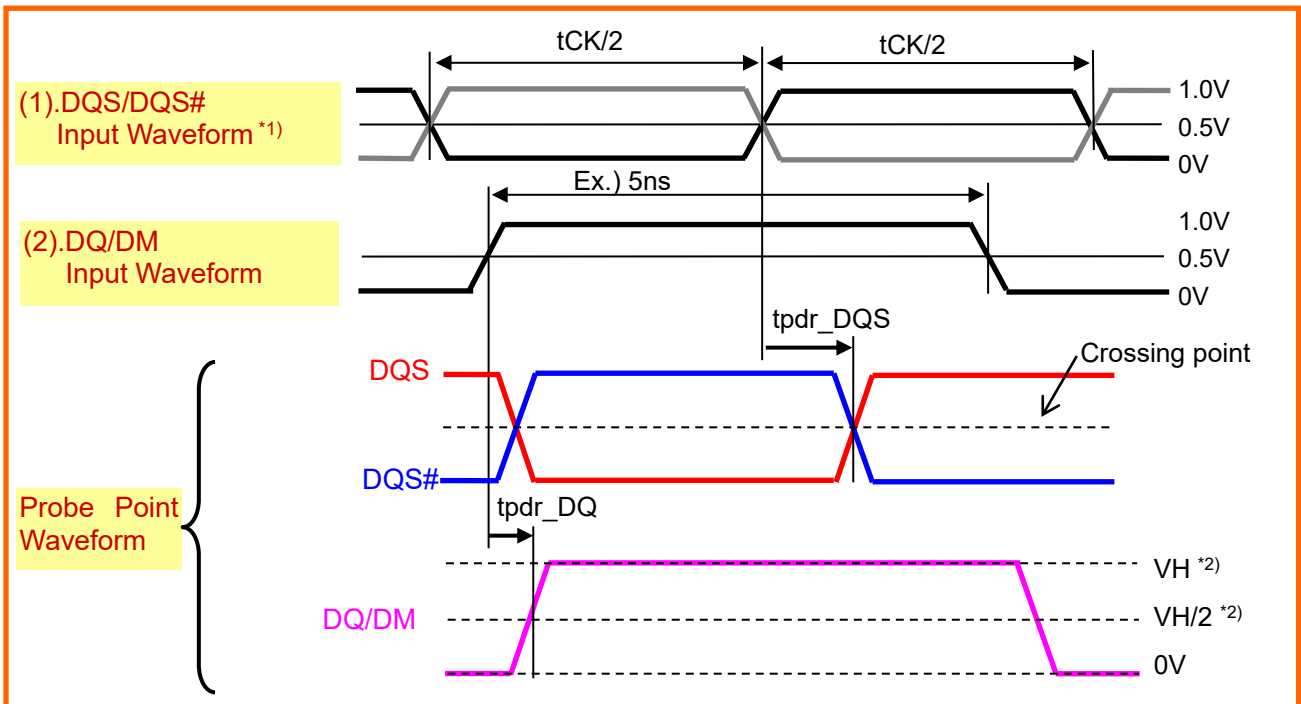 tCK/2
tCK/2
(1).DQS/DQS#
Input Waveform *1)
1.0V
0.5V
0V
Ex.) 5ns
(2).DQ/DM
Input Waveform
1.0V
0.5V
0V
tpdr_DQS
Crossing point
DQS
DQS#
Probe Point
Waveform
tpdr_DQ
DQ/DM
VH *2)
VH/2 *2)
0V